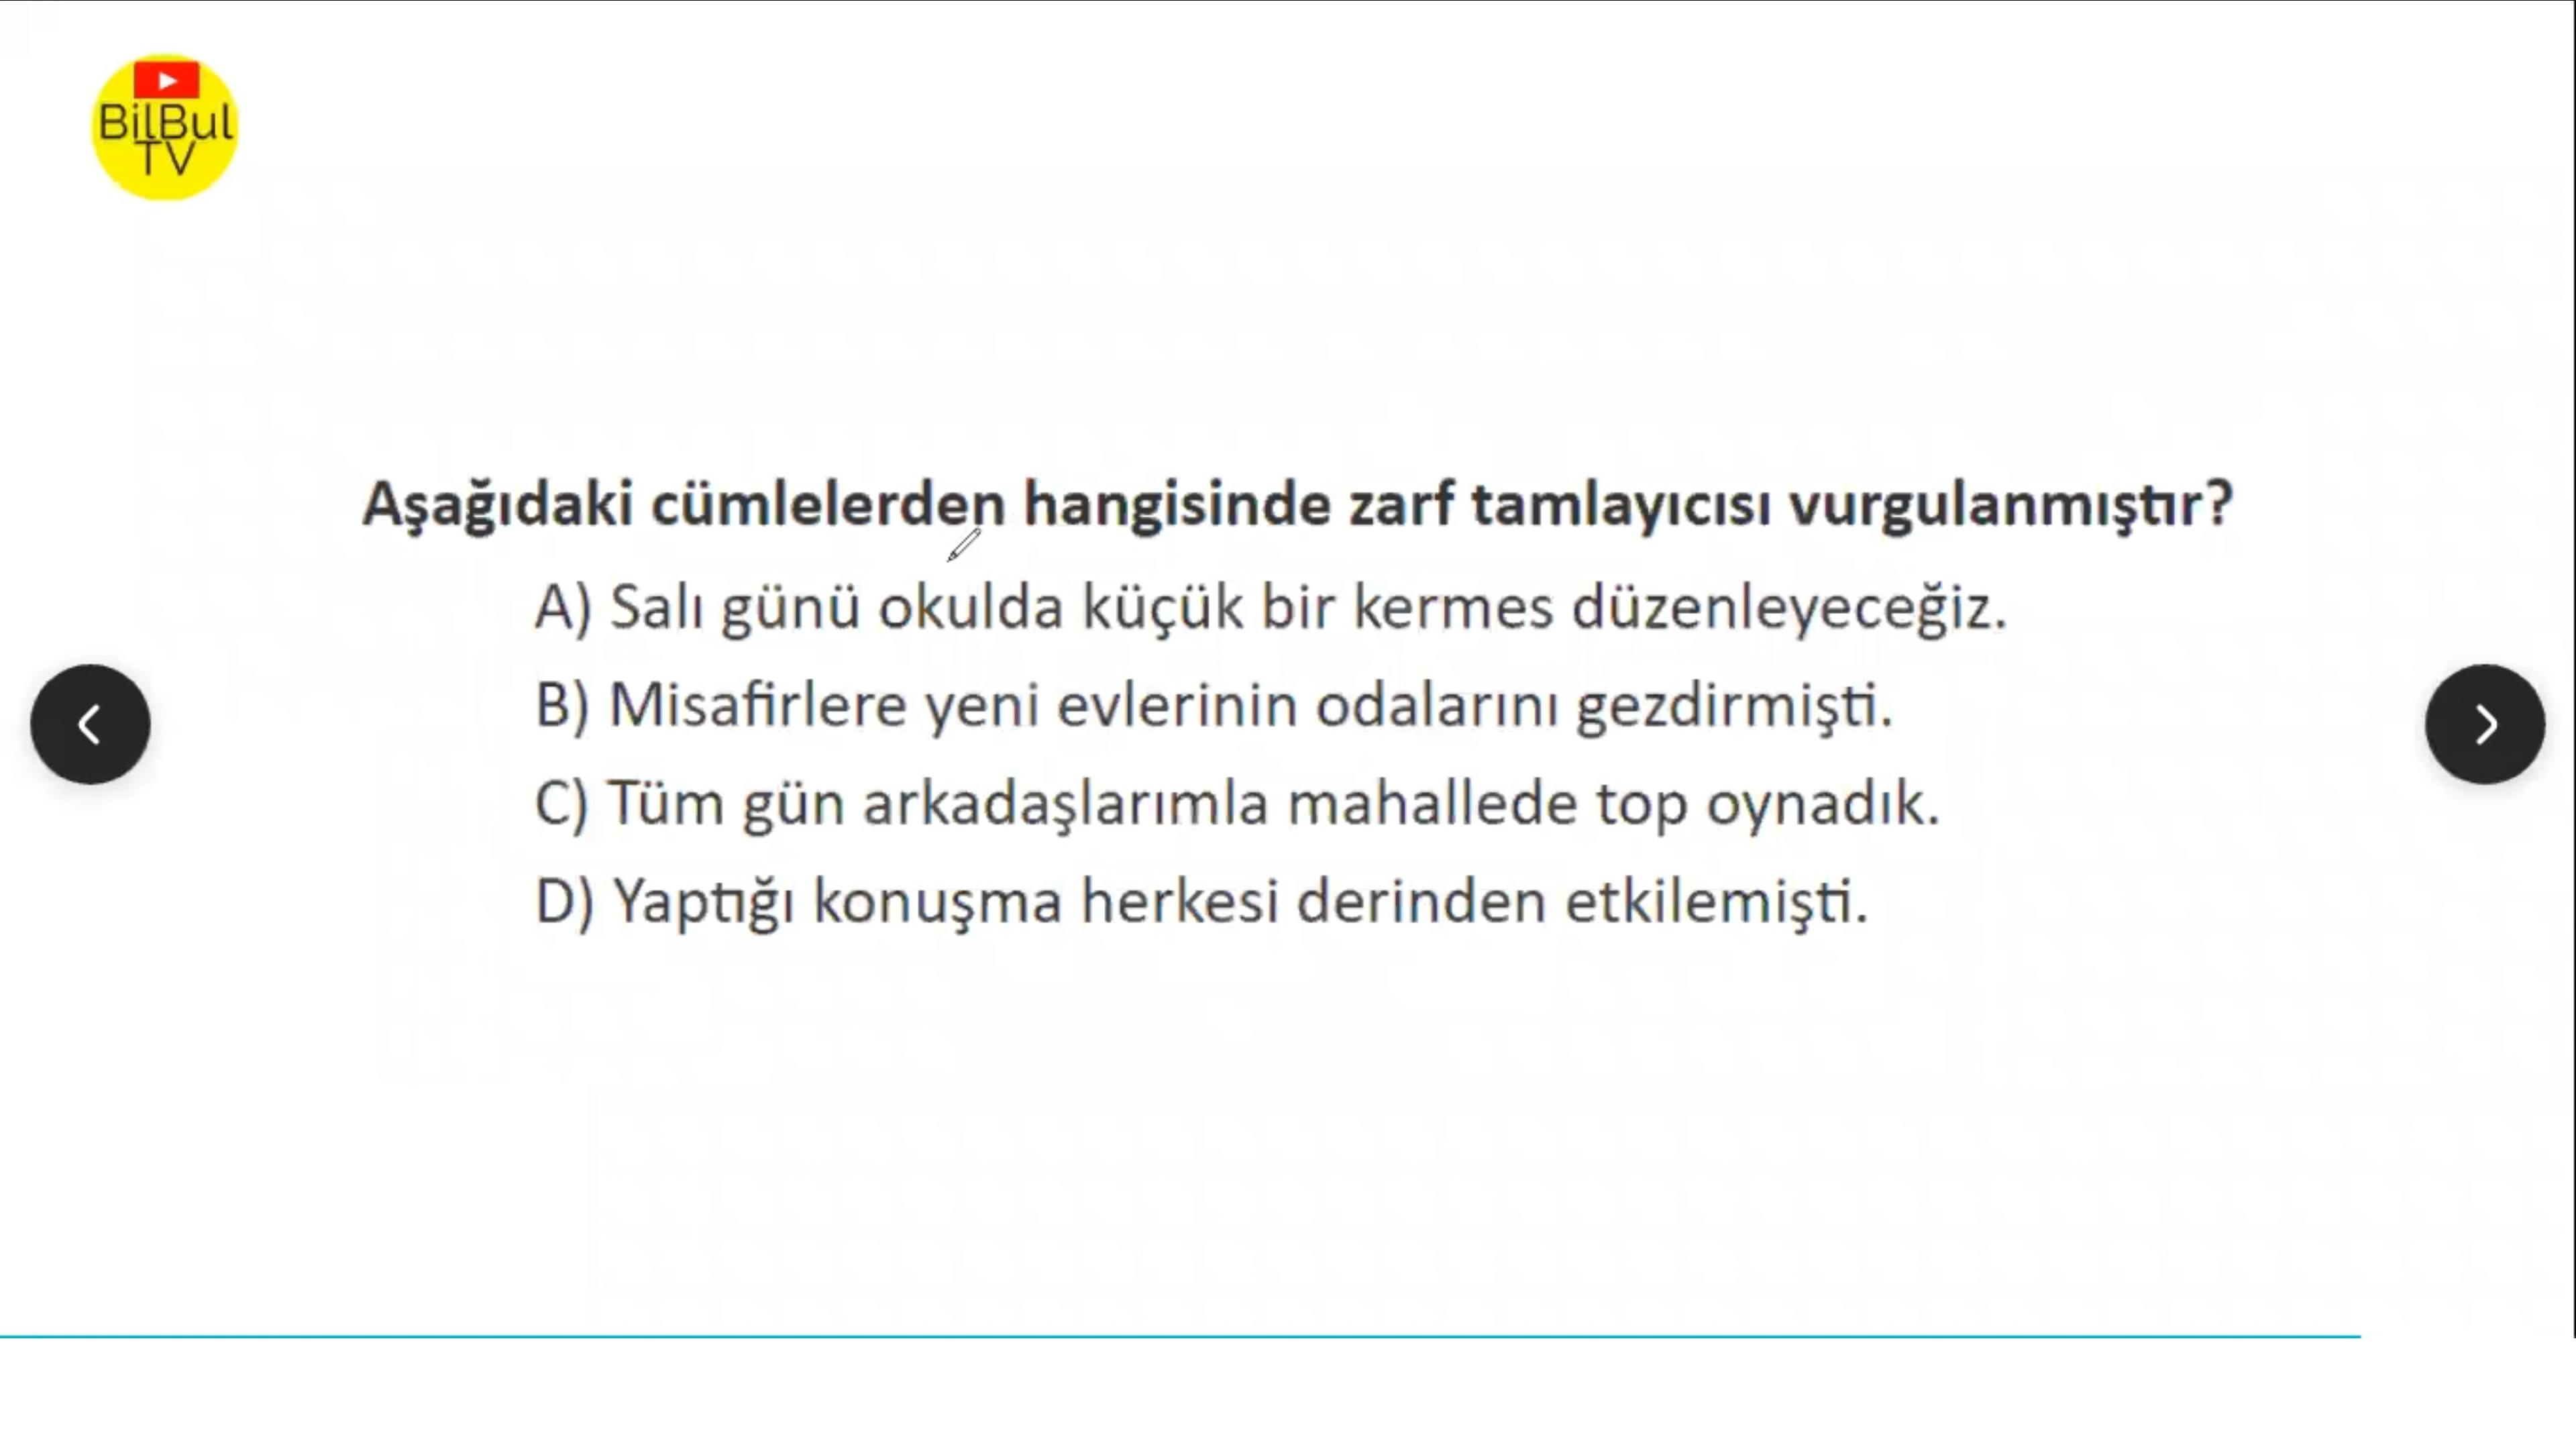 BilBul
TV
Aşağıdaki cümlelerden hangisinde zarf tamlayıcısı vurgulanmıştır?
A) Salı günü okulda küçük bir kermes düzenleyeceğiz.
B) Misafirlere yeni evlerinin odalarını gezdirmişti.
C) Tüm gün arkadaşlarımla mahallede top oynadık.
D) Yaptığı konuşma herkesi derinden etkilemişti.